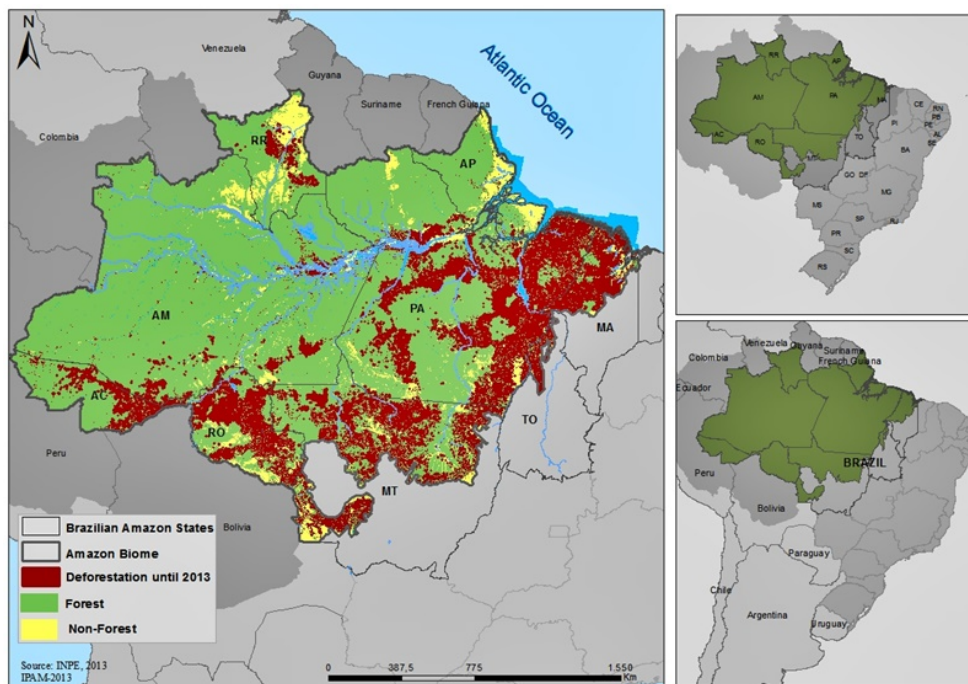 N
Venezuela
Guyana
Suriname
French Guiana
Atlantic Ocean
Colombia
RR
AP
AM
PA
MA
AC
RO
TO
MT
Peru
Bolivia
Brazilian Amazon States
Amazon Biome
Deforestation until 2013
Forest
Non-Forest
Source: INPE, 2013
IPAM-2013
0 387,5 775 1.550
Km
RR
AP
AM
PA
MA
CE
RN
PB
PE
AL
SE
PI
AC
RO
TO
BA
GO DF
MG
MS
SP
RJ
PR
SC
RS
Venezuela
Guyana
Suriname
French Guiana
Colombia
Ecuador
BRAZIL
Peru
Bolivia
Paraguay
Chile
Argentina
Uruguay